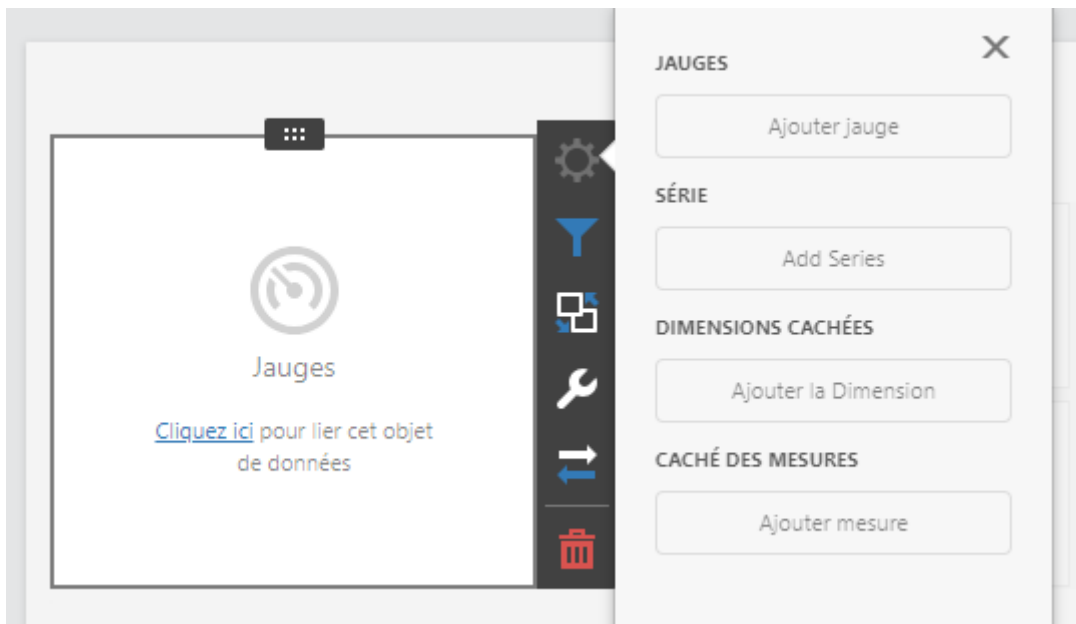 Jauges
Cliquez ici pour lier cet objet
de données
JAUGES
Ajouter jauge
SÉRIE
Add Series
DIMENSIONS CACHÉES
Ajouter la Dimension
CACHÉ DES MESURES
Ajouter mesure